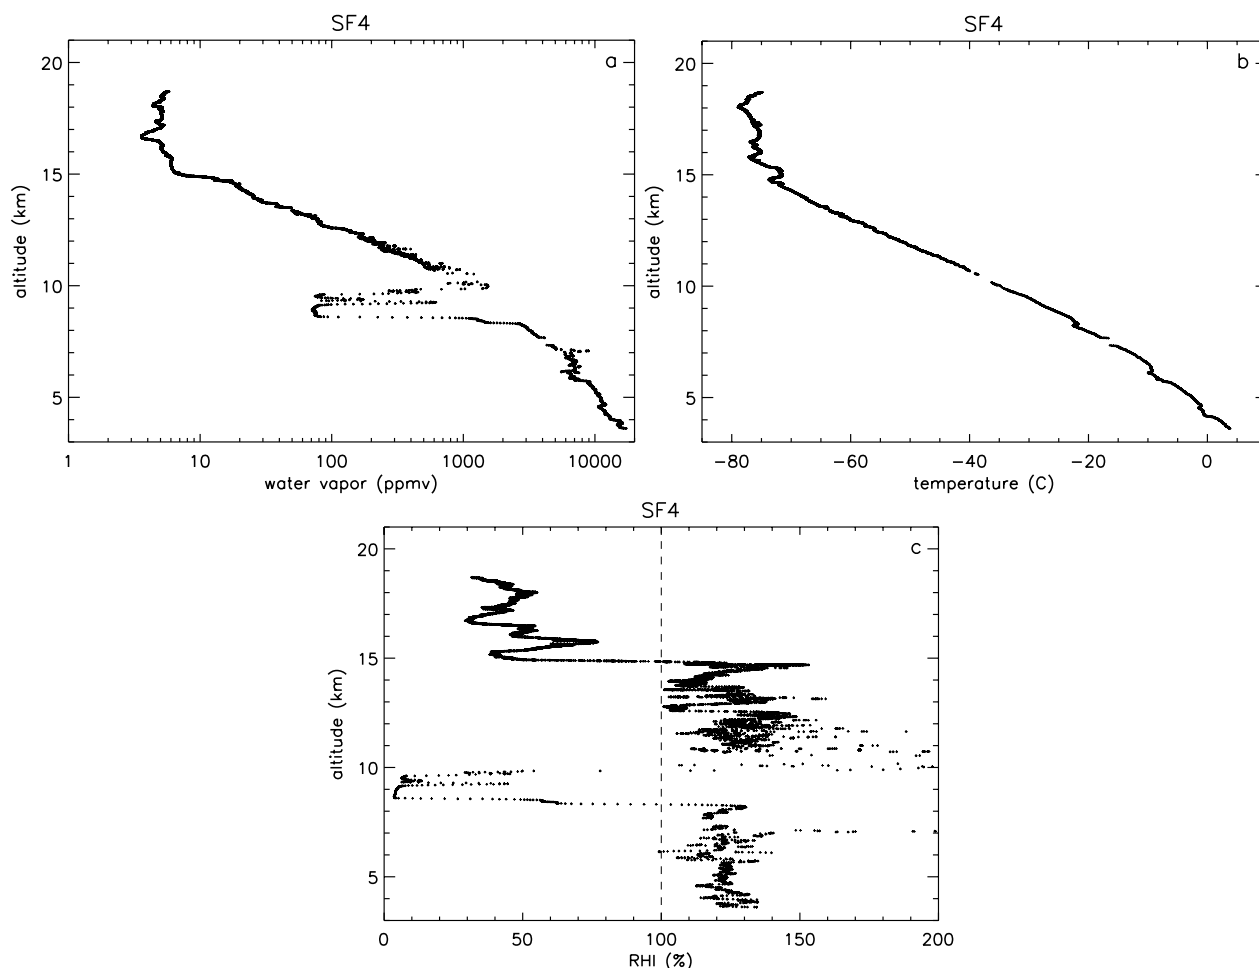 SF4
SF4
a
b
20
15
10
5
altitude (km)
1
10
100
1000
10000
water vapor (ppmv)
20
15
10
5
altitude (km)
−80
−60
−40
−20
0
temperature (C)
SF4
c
20
15
10
5
altitude (km)
0
50
100
150
200
RHI (%)